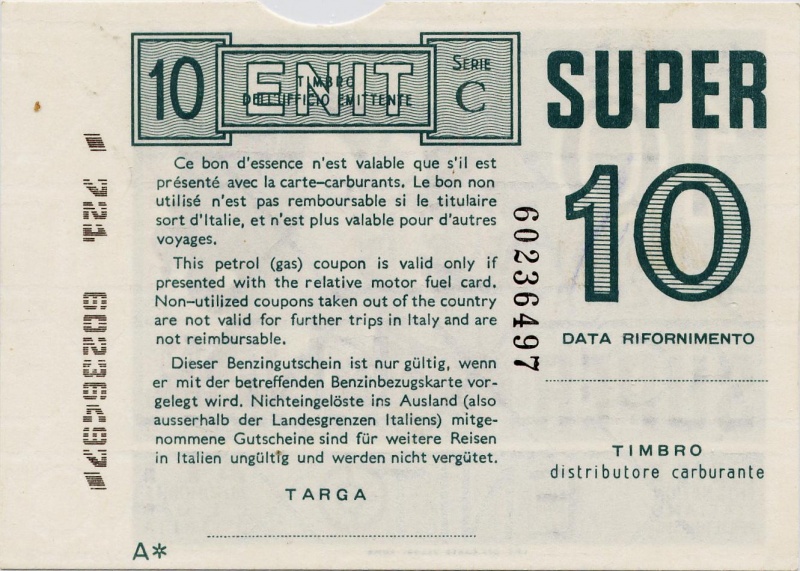 10
ENIT
TIMBRO
DELL'UFFICIO EMITTENTE
SERIE
C
SUPER
10
Ce bon d'essence n'est valable que s'il est
présenté avec la carte-carburants. Le bon non
utilisé n'est pas remboursable si le titulaire
sort d'Italie, et n'est plus valable pour d'autres
voyages.
This petrol (gas) coupon is valid only if
presented with the relative motor fuel card.
Non-utilized coupons taken out of the country
are not valid for further trips in Italy and are
not reimbursable.
Dieser Benzingutschein ist nur gültig, wenn
er mit der betreffenden Benzinbezugskarte vor-
gelegt wird. Nichteingelöste ins Ausland (also
ausserhalb der Landesgrenzen Italiens) mitge-
nommene Gutscheine sind für weitere Reisen
in Italien ungültig und werden nicht vergütet.
TARGA
A*
721 60236497
60236497
DATA RIFORNIMENTO
TIMBRO
distributore carburante